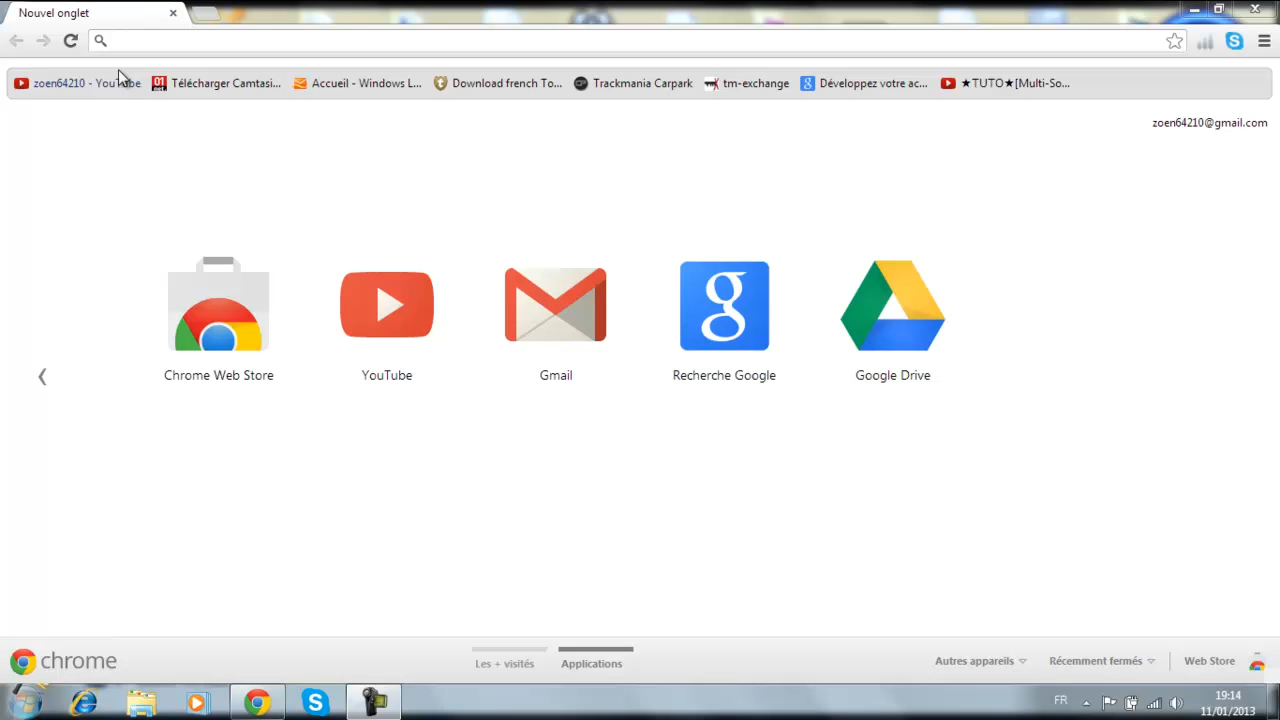 Nouvel onglet
zoen64210 - YouTube
Télécharger Camtasi...
Accueil - Windows L...
Download french To...
Trackmania Carpark
tm-exchange
Développez votre ac...
★TUTO★[Multi-So...
zoen64210@gmail.com
Chrome Web Store
YouTube
Gmail
Recherche Google
Google Drive
chrome
Les + visités
Applications
Autres appareils
Récemment fermés
Web Store
FR
19:14
11/01/2013